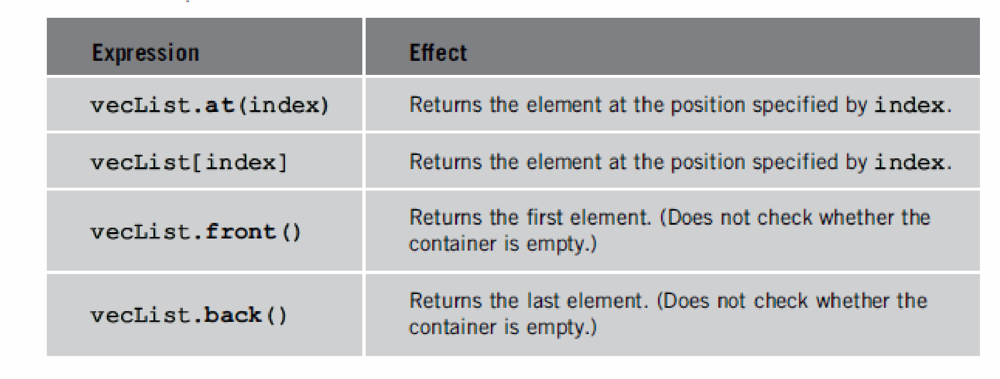 Expression Effect
vecList.at(index) Returns the element at the position specified by index.
vecList[index] Returns the element at the position specified by index.
vecList.front() Returns the first element. (Does not check whether the
container is empty.)
vecList.back() Returns the last element. (Does not check whether the
container is empty.)